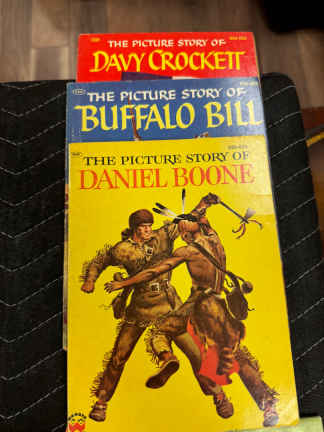 THE PICTURE STORY OF
DAVY CROCKETT
THE PICTURE STORY OF
BUFFALO BILL
THE PICTURE STORY OF
DANIEL BOONE